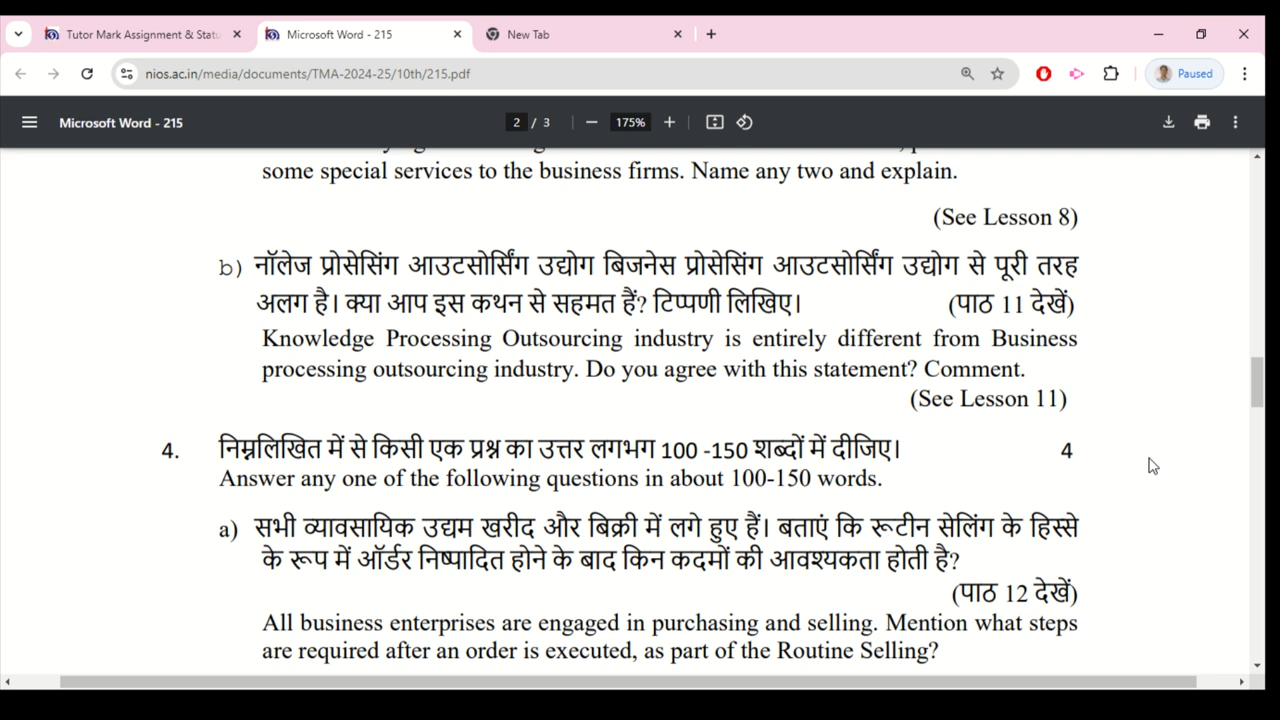 Tutor Mark Assignment & Statu
Microsoft Word - 215
New Tab
nios.ac.in/media/documents/TMA-2024-25/10th/215.pdf
Paused
Microsoft Word - 215
2 / 3
175%
some special services to the business firms. Name any two and explain.
(See Lesson 8)
b) नॉलेज प्रोसेसिंग आउटसोर्सिंग उद्योग बिजनेस प्रोसेसिंग आउटसोर्सिंग उद्योग से पूरी तरह
अलग है। क्या आप इस कथन से सहमत हैं? टिप्पणी लिखिए। (पाठ 11 देखें)
Knowledge Processing Outsourcing industry is entirely different from Business
processing outsourcing industry. Do you agree with this statement? Comment.
(See Lesson 11)
4. निम्नलिखित में से किसी एक प्रश्न का उत्तर लगभग 100 -150 शब्दों में दीजिए। 4
Answer any one of the following questions in about 100-150 words.
a) सभी व्यावसायिक उद्यम खरीद और बिक्री में लगे हुए हैं। बताएं कि रूटीन सेलिंग के हिस्से
के रूप में ऑर्डर निष्पादित होने के बाद किन कदमों की आवश्यकता होती है?
(पाठ 12 देखें)
All business enterprises are engaged in purchasing and selling. Mention what steps
are required after an order is executed, as part of the Routine Selling?